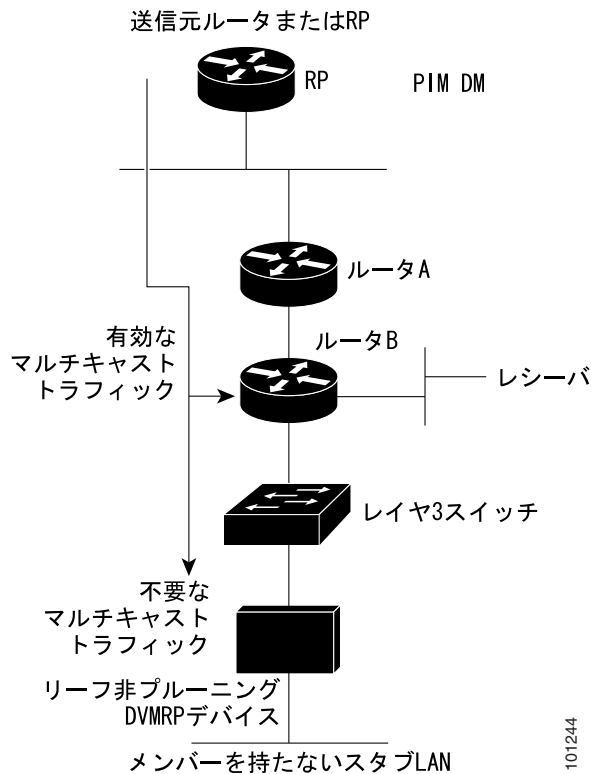 送信元ルータまたはRP
RP
PIM DM
ルータA
ルータB
有効な
マルチキャスト
トラフィック
レシーバ
レイヤ3スイッチ
不要な
マルチキャスト
トラフィック
リーフ非プルーニング
DVMRPデバイス
メンバーを持たないスタブLAN
101244